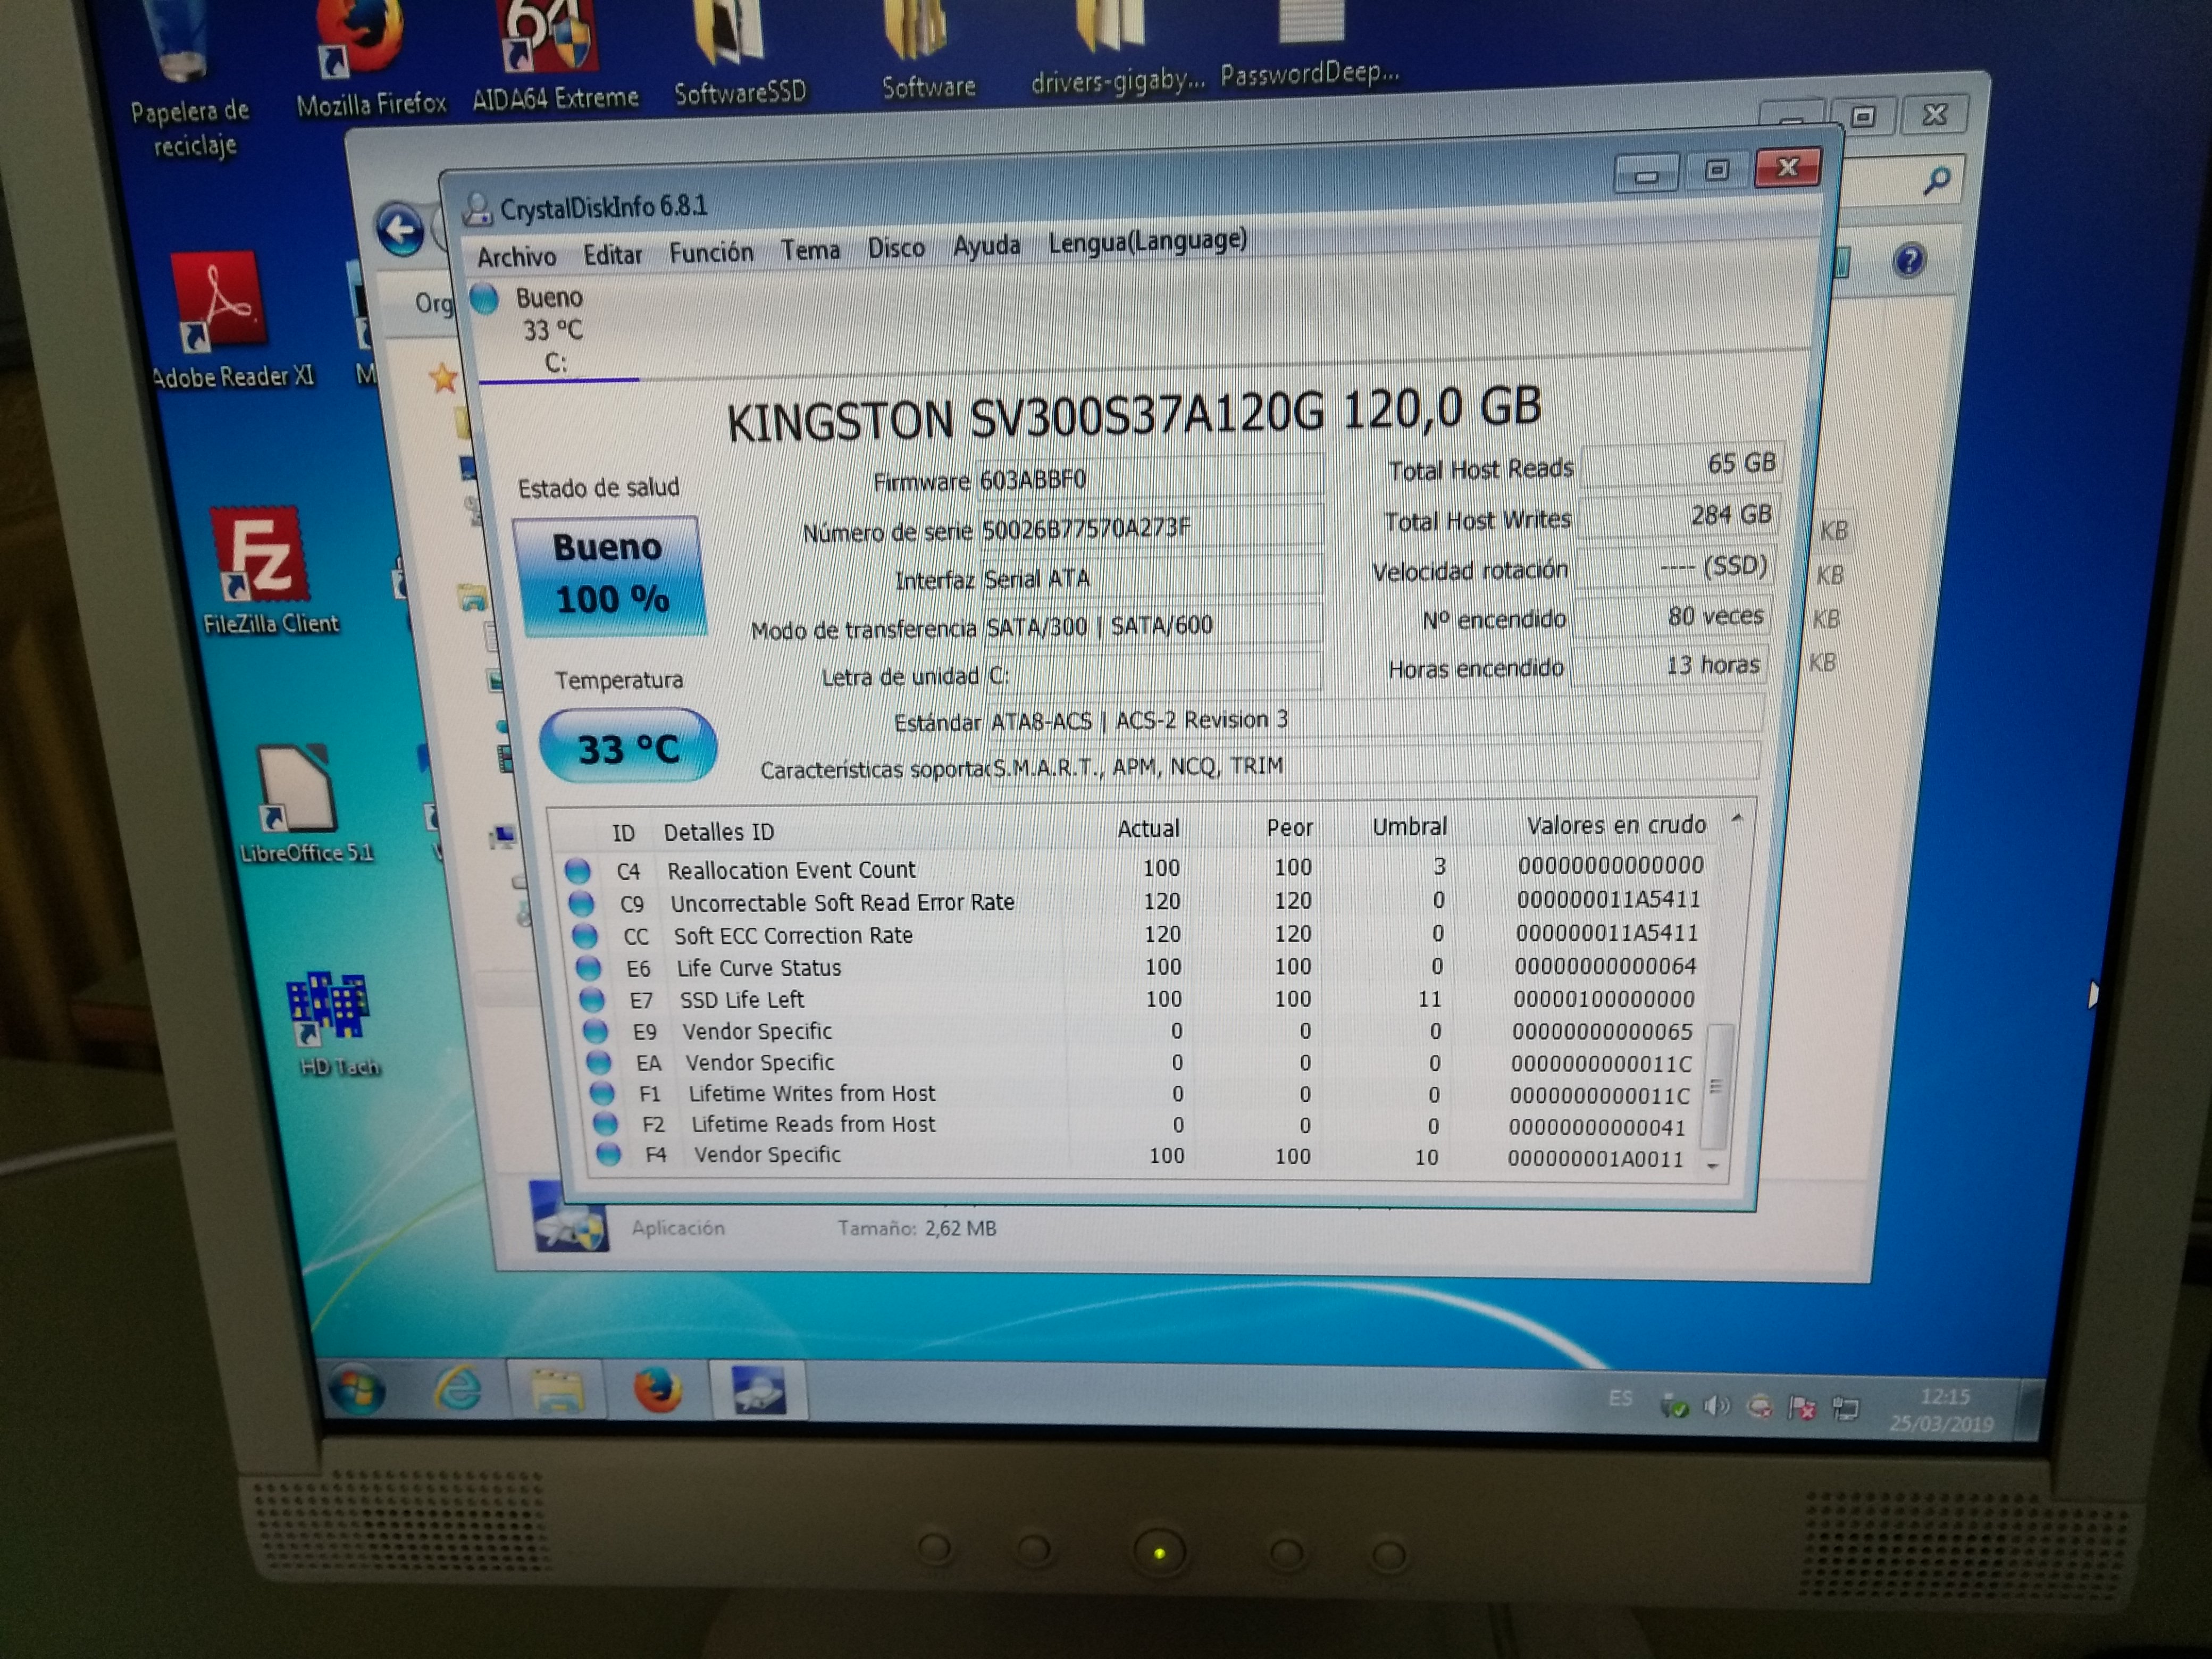 64
Papelera de
reciclaje
Mozilla Firefox
AIDA64 Extreme
SoftwareSSD
Software
drivers-gigaby...
PasswordDeep...
Adobe Reader XI
M
FileZilla Client
LibreOffice 5.1
HD Tach
Org
CrystalDiskInfo 6.8.1
Archivo Editar Función Tema Disco Ayuda Lengua(Language)
Bueno
33 °C
C:
KINGSTON SV300S37A120G 120,0 GB
Estado de salud
Bueno
100 %
Temperatura
33 °C
Firmware 603ABBF0
Número de serie 50026B77570A273F
Interfaz Serial ATA
Modo de transferencia SATA/300 | SATA/600
Letra de unidad C:
Estándar ATA8-ACS | ACS-2 Revision 3
Características soporta S.M.A.R.T., APM, NCQ, TRIM
Total Host Reads 65 GB
Total Host Writes 284 GB
Velocidad rotación ---- (SSD)
Nº encendido 80 veces
Horas encendido 13 horas
KB
KB
KB
KB
ID Detalles ID Actual Peor Umbral Valores en crudo
C4 Reallocation Event Count 100 100 3 00000000000000
C9 Uncorrectable Soft Read Error Rate 120 120 0 000000011A5411
CC Soft ECC Correction Rate 120 120 0 000000011A5411
E6 Life Curve Status 100 100 0 00000000000064
E7 SSD Life Left 100 100 11 00000100000000
E9 Vendor Specific 0 0 0 00000000000065
EA Vendor Specific 0 0 0 0000000000011C
F1 Lifetime Writes from Host 0 0 0 0000000000011C
F2 Lifetime Reads from Host 0 0 0 00000000000041
F4 Vendor Specific 100 100 10 000000001A0011
Aplicación Tamaño: 2,62 MB
ES
12:15
25/03/2019